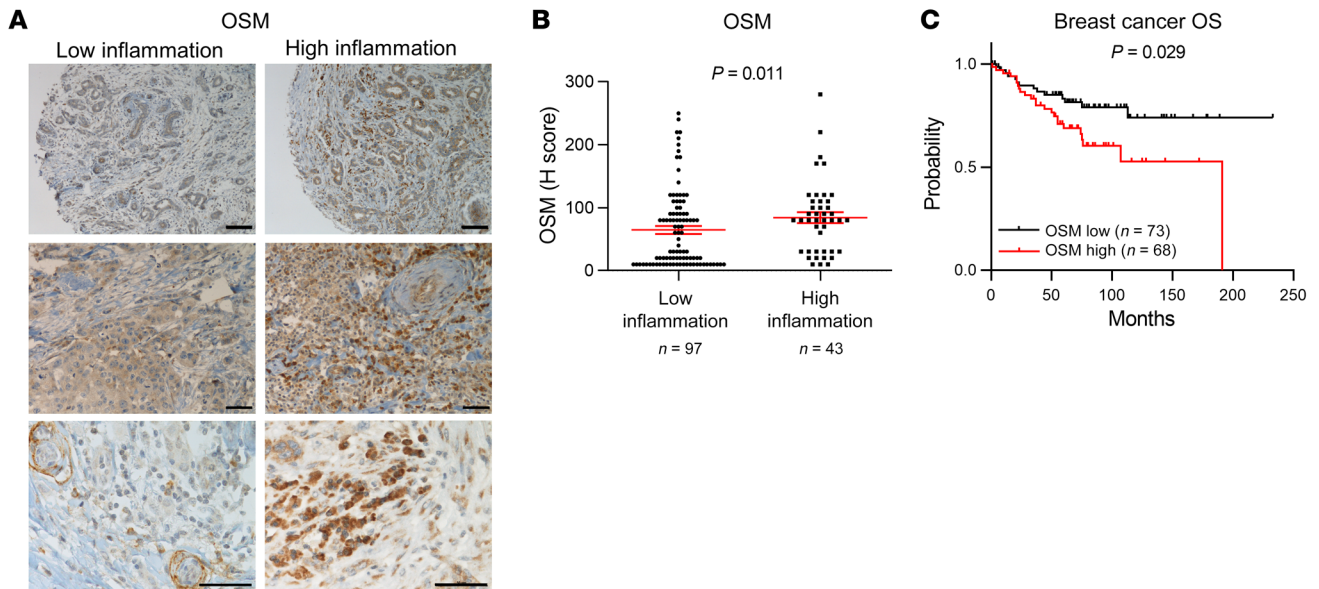 A
OSM
Low inflammation
High inflammation
B
OSM
P = 0.011
OSM (H score)
300
200
100
0
Low
inflammation
n = 97
High
inflammation
n = 43
C
Breast cancer OS
P = 0.029
Probability
1.0
0.5
0.0
OSM low (n = 73)
OSM high (n = 68)
0
50
100
150
200
250
Months